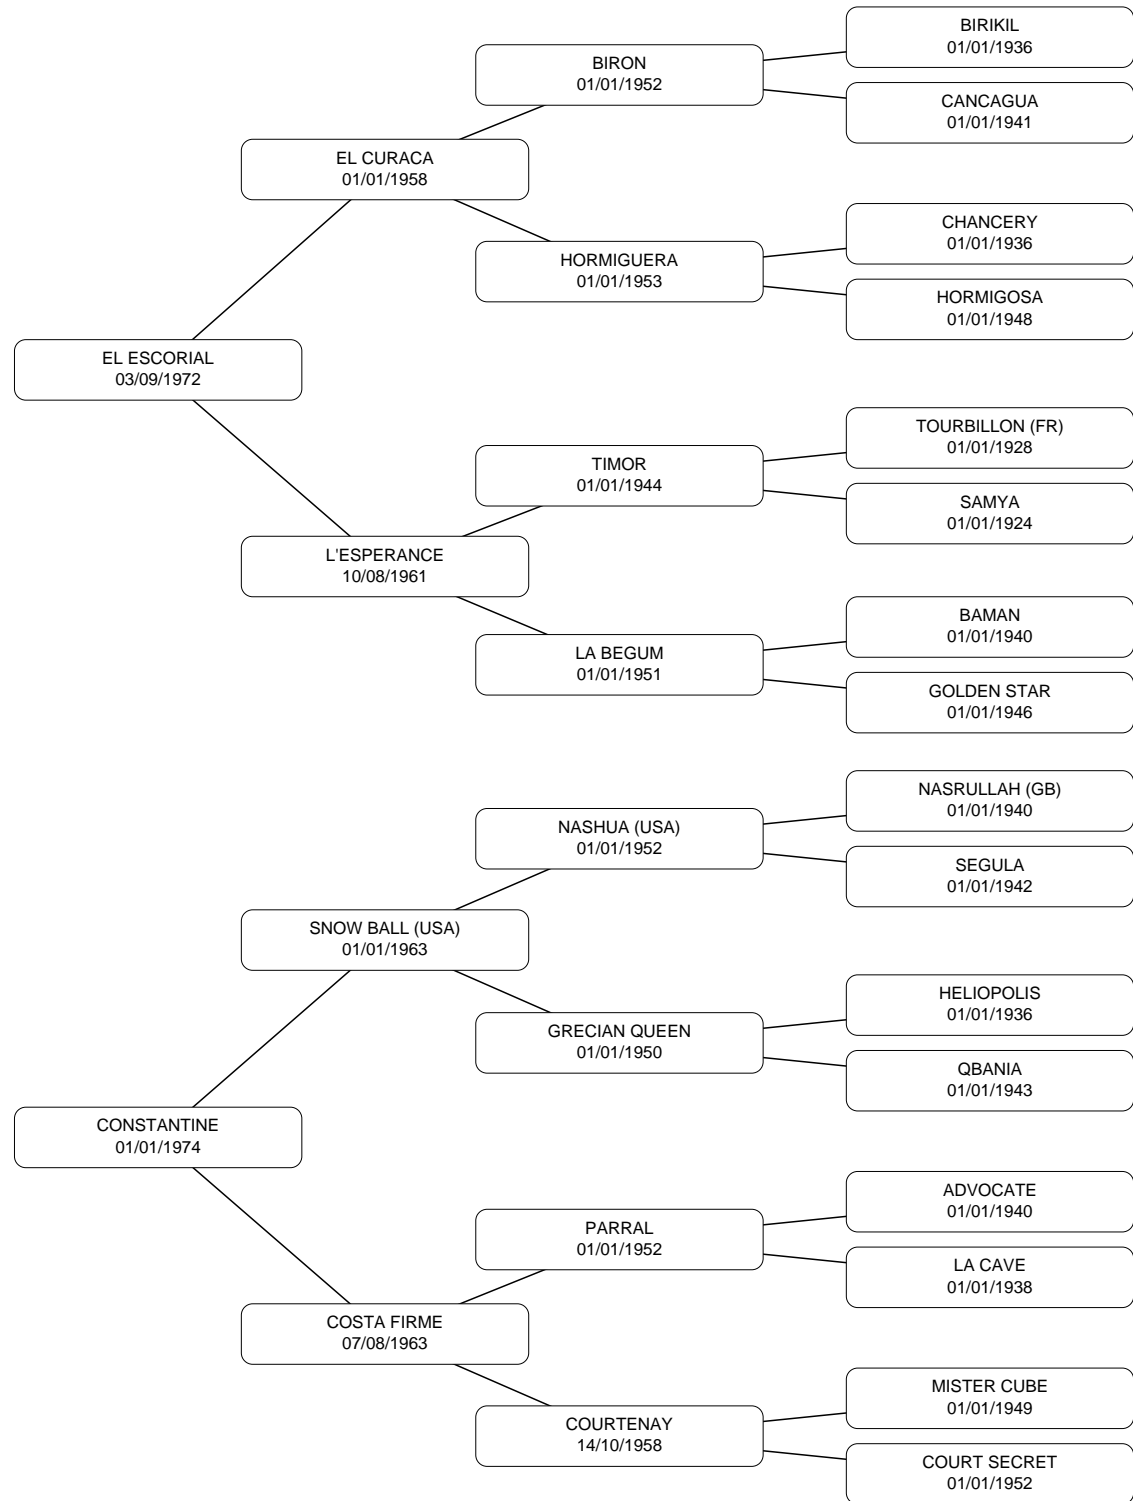 BIRIKIL
01/01/1936
BIRON
01/01/1952
CANCAGUA
01/01/1941
EL CURACA
01/01/1958
CHANCERY
01/01/1936
HORMIGUERA
01/01/1953
HORMIGOSA
01/01/1948
EL ESCORIAL
03/09/1972
TOURBILLON (FR)
01/01/1928
TIMOR
01/01/1944
SAMYA
01/01/1924
L'ESPERANCE
10/08/1961
BAMAN
01/01/1940
LA BEGUM
01/01/1951
GOLDEN STAR
01/01/1946
NASRULLAH (GB)
01/01/1940
NASHUA (USA)
01/01/1952
SEGULA
01/01/1942
SNOW BALL (USA)
01/01/1963
HELIOPOLIS
01/01/1936
GRECIAN QUEEN
01/01/1950
QBANIA
01/01/1943
CONSTANTINE
01/01/1974
ADVOCATE
01/01/1940
PARRAL
01/01/1952
LA CAVE
01/01/1938
COSTA FIRME
07/08/1963
MISTER CUBE
01/01/1949
COURTENAY
14/10/1958
COURT SECRET
01/01/1952